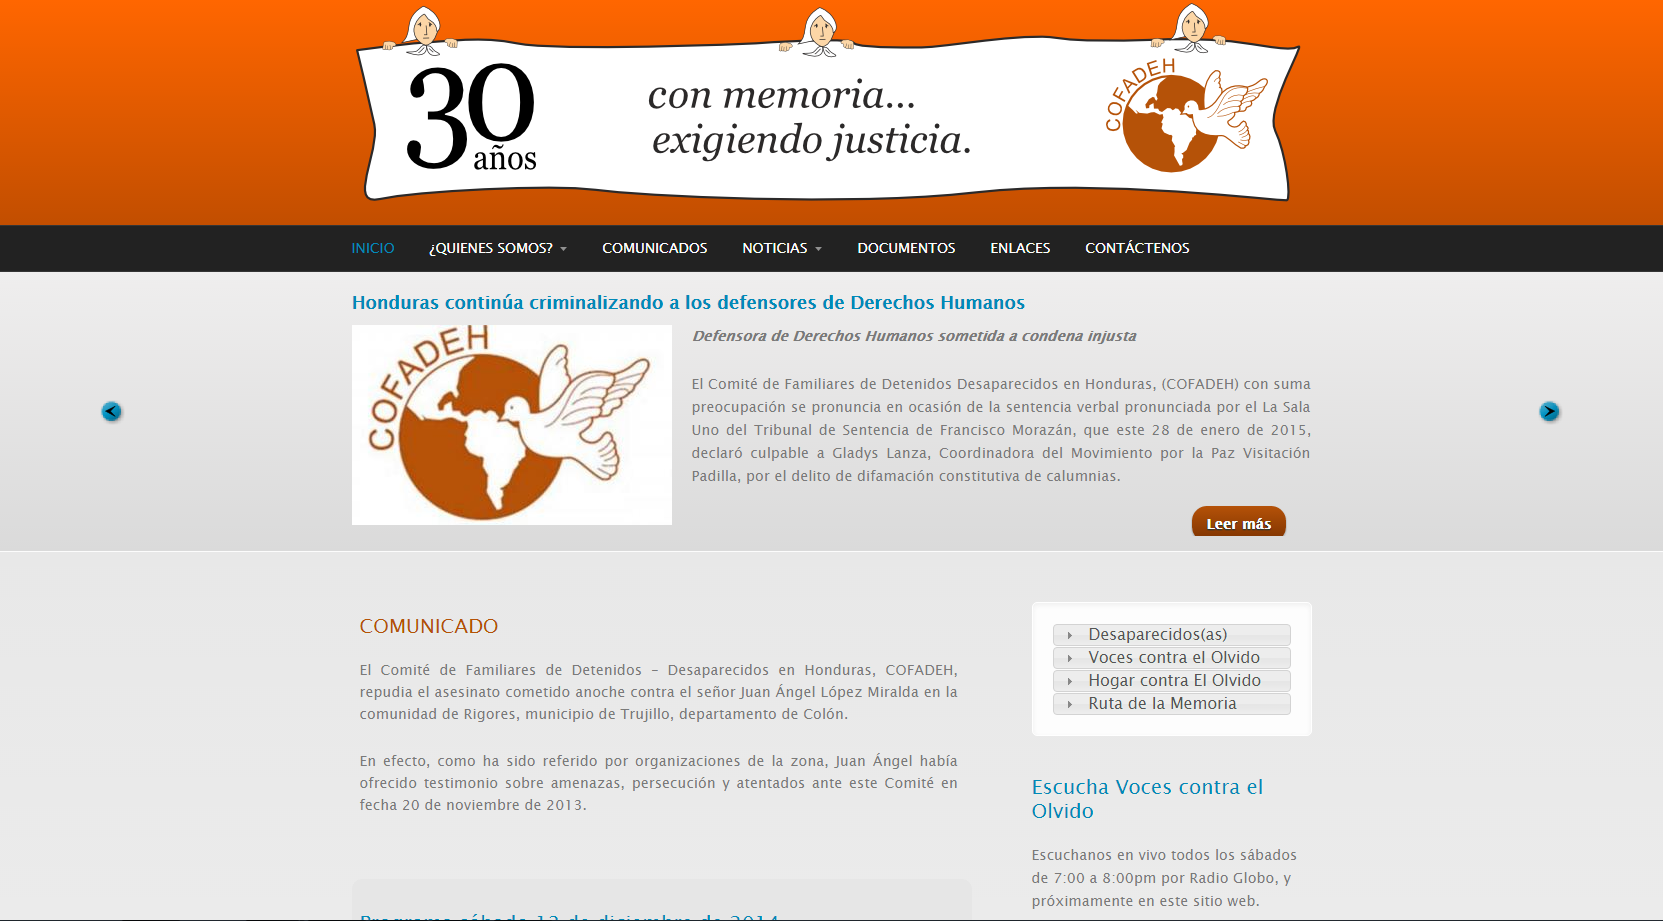 30
años
con memoria...
exigiendo justicia.
COFADEH
INICIO ¿QUIENES SOMOS? COMUNICADOS NOTICIAS DOCUMENTOS ENLACES CONTÁCTENOS
Honduras continúa criminalizando a los defensores de Derechos Humanos
COFADEH
Defensora de Derechos Humanos sometida a condena injusta
El Comité de Familiares de Detenidos Desaparecidos en Honduras, (COFADEH) con suma
preocupación se pronuncia en ocasión de la sentencia verbal pronunciada por el La Sala
Uno del Tribunal de Sentencia de Francisco Morazán, que este 28 de enero de 2015,
declaró culpable a Gladys Lanza, Coordinadora del Movimiento por la Paz Visitación
Padilla, por el delito de difamación constitutiva de calumnias.
Leer más
COMUNICADO
El Comité de Familiares de Detenidos – Desaparecidos en Honduras, COFADEH,
repudia el asesinato cometido anoche contra el señor Juan Ángel López Miralda en la
comunidad de Rigores, municipio de Trujillo, departamento de Colón.
En efecto, como ha sido referido por organizaciones de la zona, Juan Ángel había
ofrecido testimonio sobre amenazas, persecución y atentados ante este Comité en
fecha 20 de noviembre de 2013.
Programa sábado 12 de diciembre de 2014
Desaparecidos(as)
Voces contra el Olvido
Hogar contra El Olvido
Ruta de la Memoria
Escucha Voces contra el
Olvido
Escuchanos en vivo todos los sábados
de 7:00 a 8:00pm por Radio Globo, y
próximamente en este sitio web.